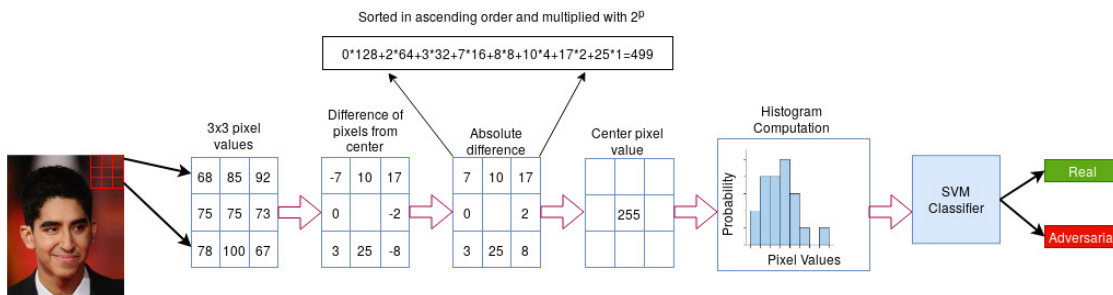 Sorted in ascending order and multiplied with 2p
0*128+2*64+3*32+7*16+8*8+10*4+17*2+25*1=499
3x3 pixel
values
68 85 92
75 75 73
78 100 67
Difference of
pixels from
center
-7 10 17
0 -2
3 25 -8
Absolute
difference
7 10 17
0 2
3 25 8
Center pixel
value
255
Histogram
Computation
Probability
Pixel Values
SVM
Classifier
Real
Adversaria